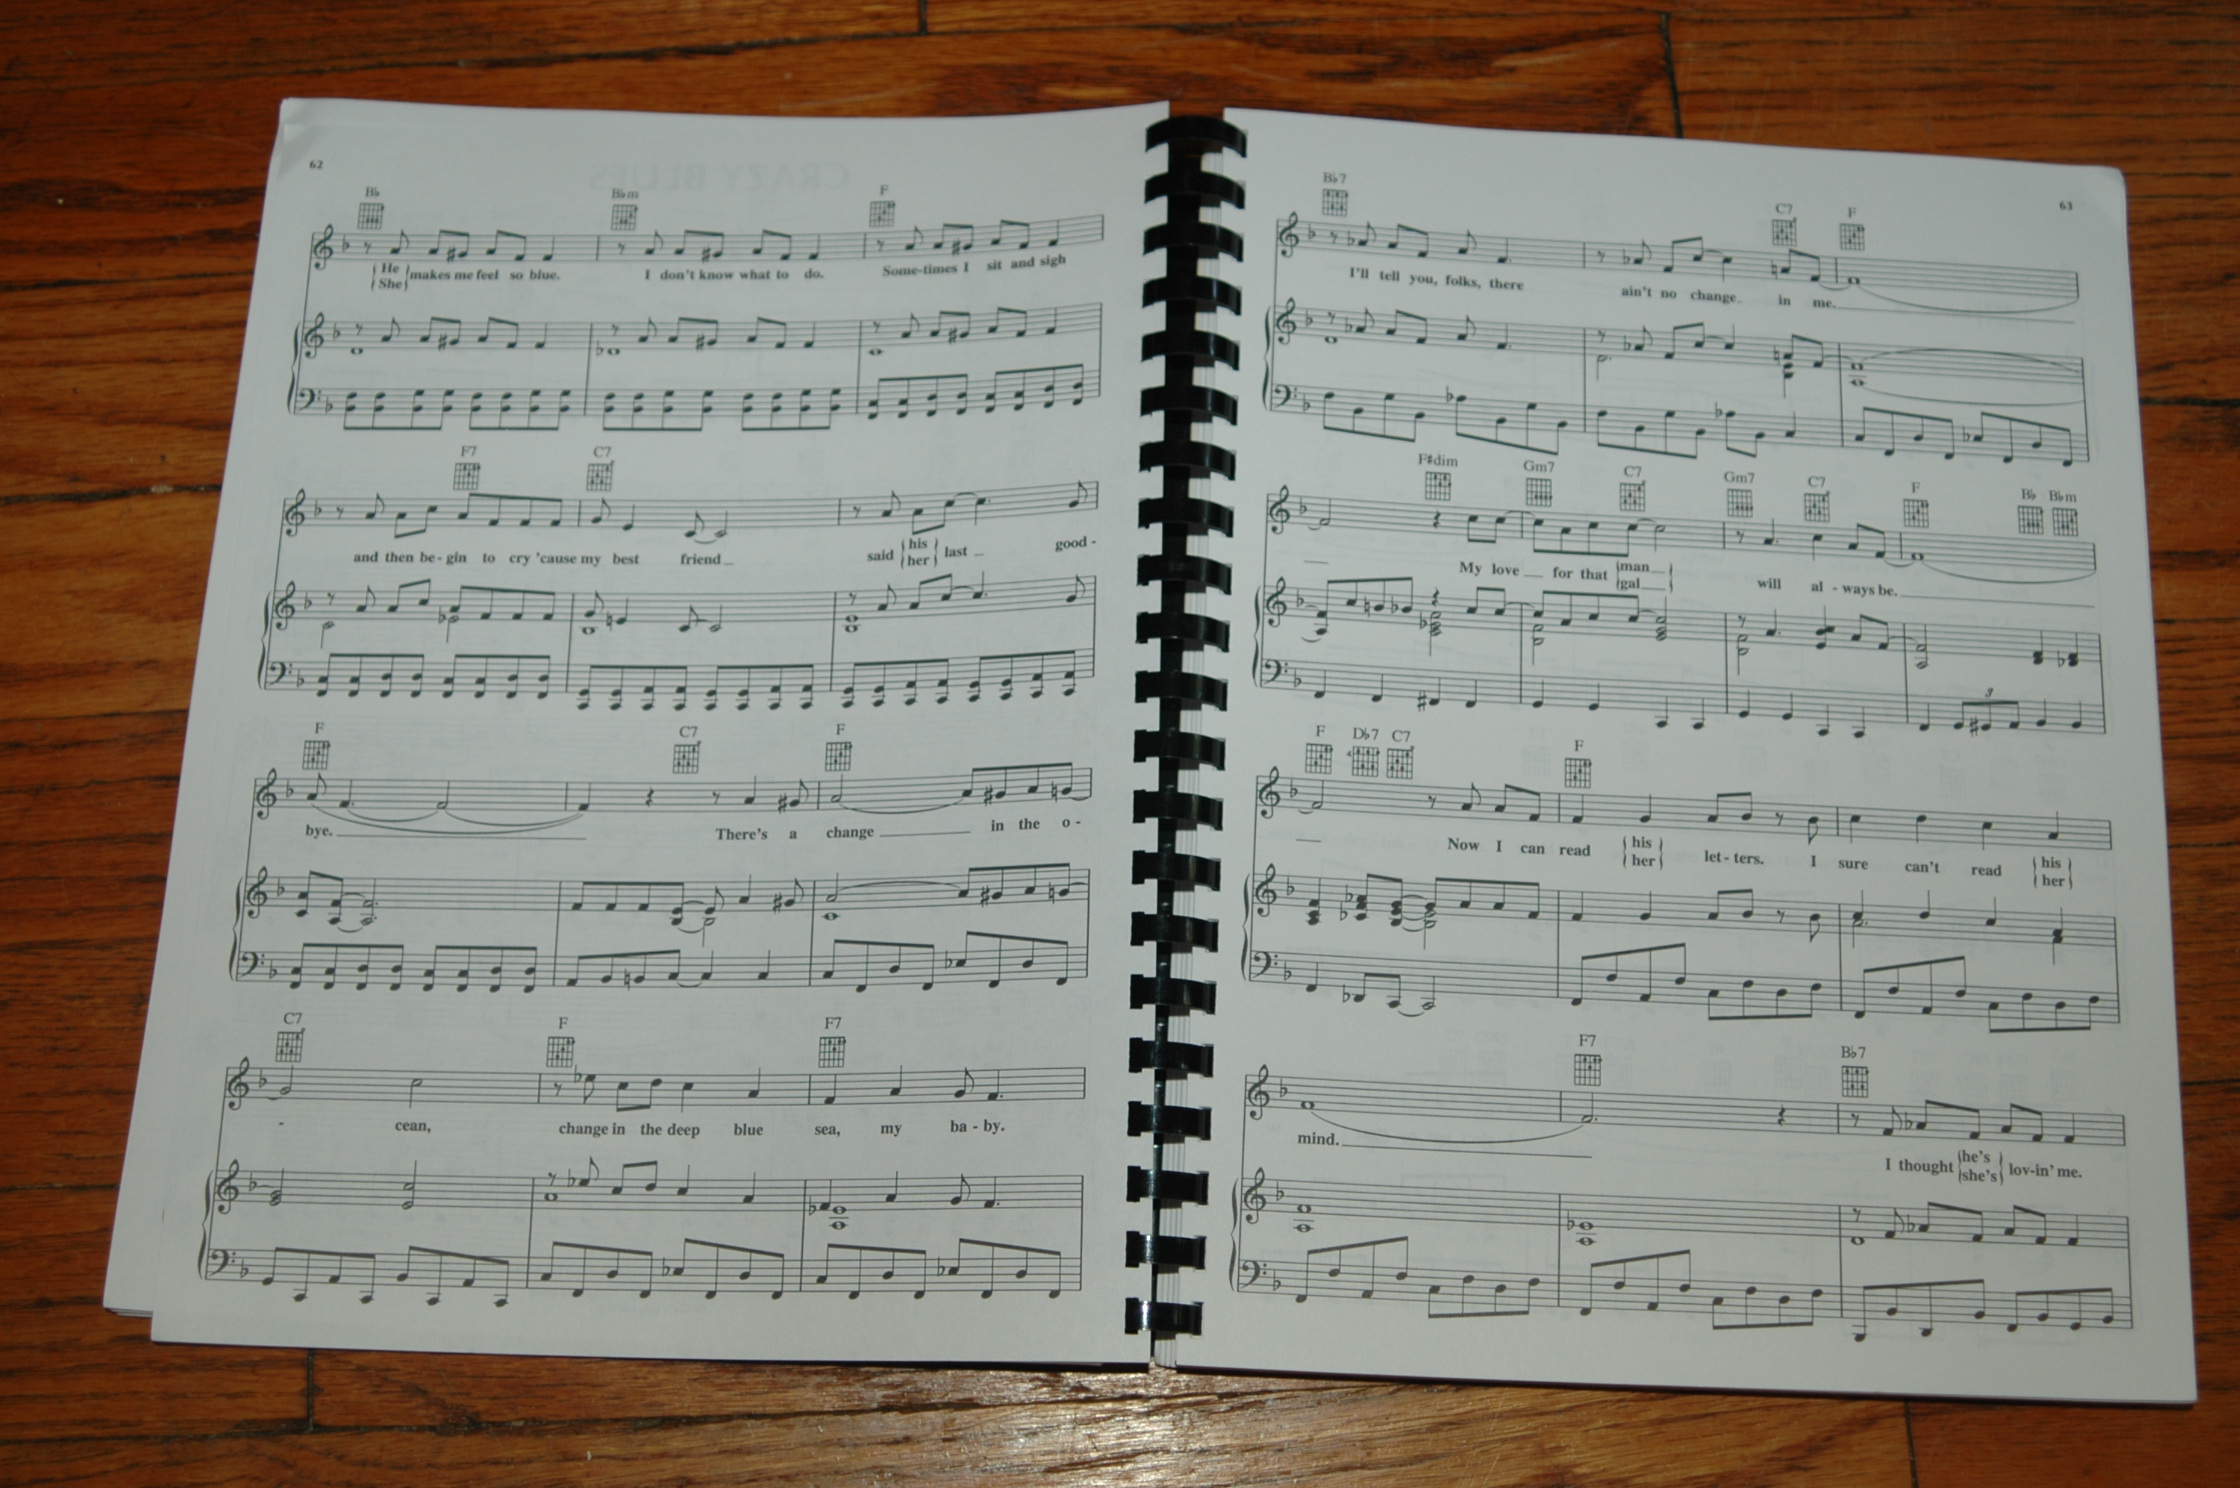 62
B♭ B♭m F
He makes me feel so blue. I don't know what to do. Some-times I sit and sigh
She
F7 C7
and then be - gin to cry 'cause my best friend said his last good -
her
F C7 F
bye. There's a change in the o -
C7 F F7
- cean, change in the deep blue sea, my ba - by.
CRAZY BLUES
63
B♭7 C7 F
I'll tell you, folks, there ain't no change in me.
F♯dim Gm7 C7 Gm7 C7 F B♭ B♭m
My love for that man will al - ways be.
gal
3
F D♭7 C7 F
4
Now I can read his let - ters. I sure can't read his
her her
F7 B♭7
mind. I thought he's lov-in' me.
she's